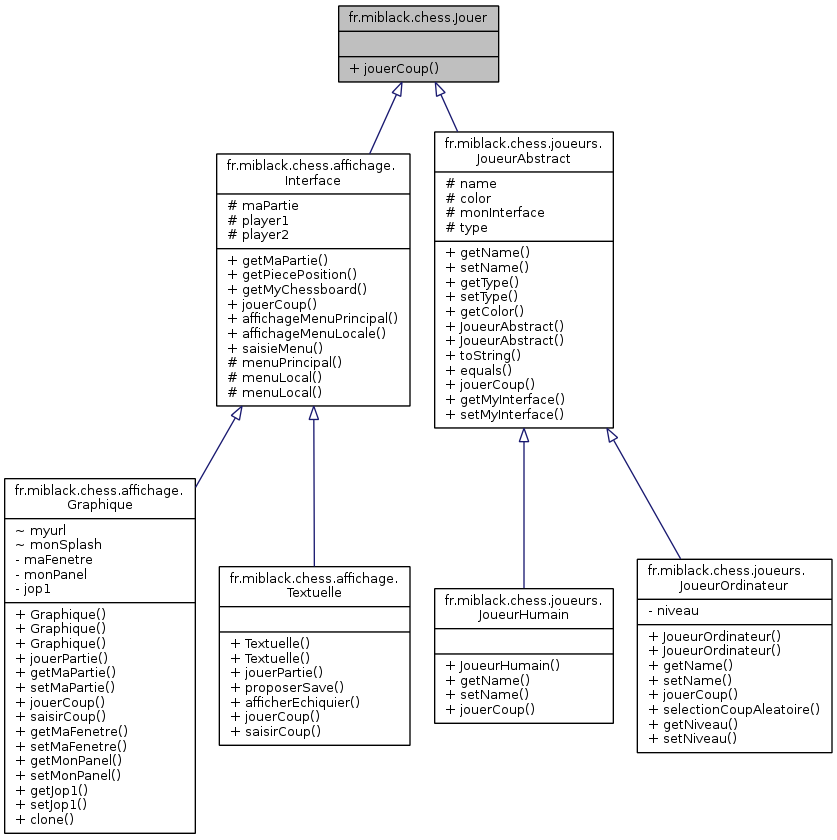 fr.miblack.chess.Jouer
+ jouerCoup()
fr.miblack.chess.affichage.
Interface
# maPartie
# player1
# player2
+ getMaPartie()
+ getPiecePosition()
+ getMyChessboard()
+ jouerCoup()
+ affichageMenuPrincipal()
+ affichageMenuLocale()
+ saisieMenu()
# menuPrincipal()
# menuLocal()
# menuLocal()
fr.miblack.chess.joueurs.
JoueurAbstract
# name
# color
# monInterface
# type
+ getName()
+ setName()
+ getType()
+ setType()
+ getColor()
+ JoueurAbstract()
+ JoueurAbstract()
+ toString()
+ equals()
+ jouerCoup()
+ getMyInterface()
+ setMyInterface()
fr.miblack.chess.affichage.
Graphique
~ myurl
~ monSplash
- maFenetre
- monPanel
- jop1
+ Graphique()
+ Graphique()
+ Graphique()
+ jouerPartie()
+ getMaPartie()
+ setMaPartie()
+ jouerCoup()
+ saisirCoup()
+ getMaFenetre()
+ setMaFenetre()
+ getMonPanel()
+ setMonPanel()
+ getJop1()
+ setJop1()
+ clone()
fr.miblack.chess.affichage.
Textuelle
+ Textuelle()
+ Textuelle()
+ jouerPartie()
+ proposerSave()
+ afficherEchiquier()
+ jouerCoup()
+ saisirCoup()
fr.miblack.chess.joueurs.
JoueurHumain
+ JoueurHumain()
+ getName()
+ setName()
+ jouerCoup()
fr.miblack.chess.joueurs.
JoueurOrdinateur
- niveau
+ JoueurOrdinateur()
+ JoueurOrdinateur()
+ getName()
+ setName()
+ jouerCoup()
+ selectionCoupAleatoire()
+ getNiveau()
+ setNiveau()